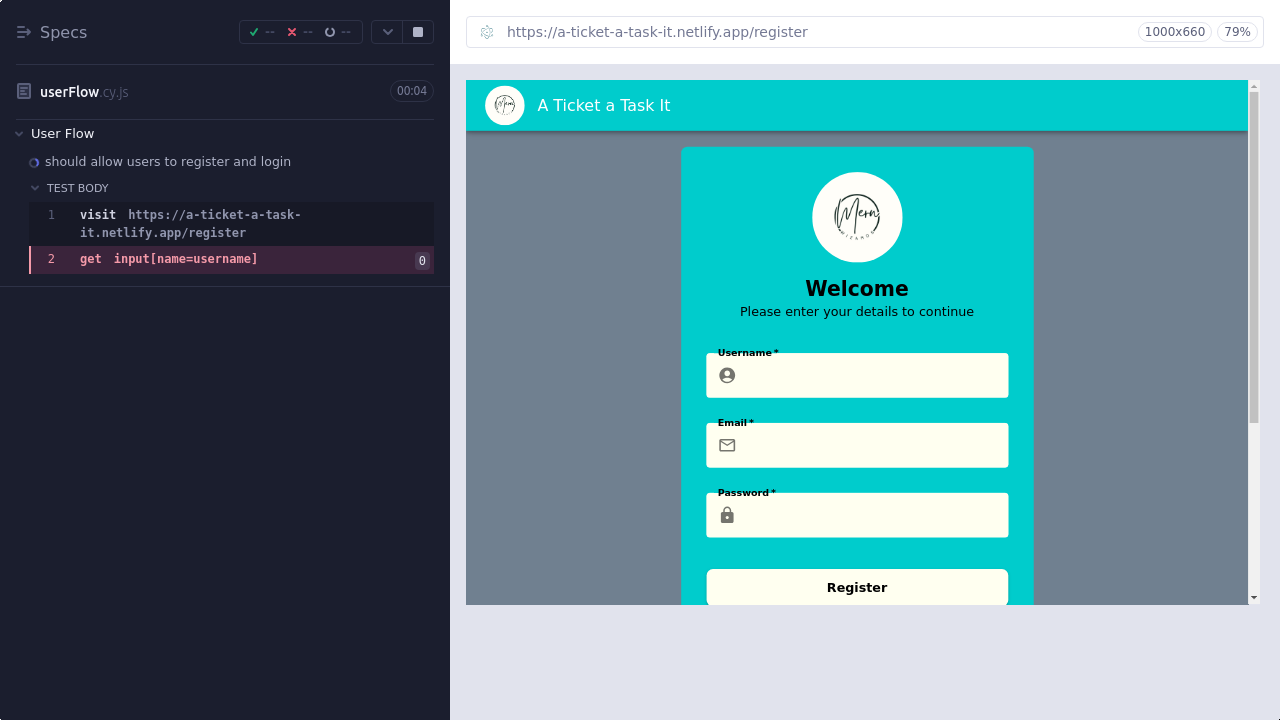 Specs
-- -- --
userFlow.cy.js
00:04
User Flow
should allow users to register and login
TEST BODY
1 visit https://a-ticket-a-task-
it.netlify.app/register
2 get input[name=username] 0
https://a-ticket-a-task-it.netlify.app/register
1000x660
79%
A Ticket a Task It
Mern
WIZARDS
Welcome
Please enter your details to continue
Username *
Email *
Password *
Register